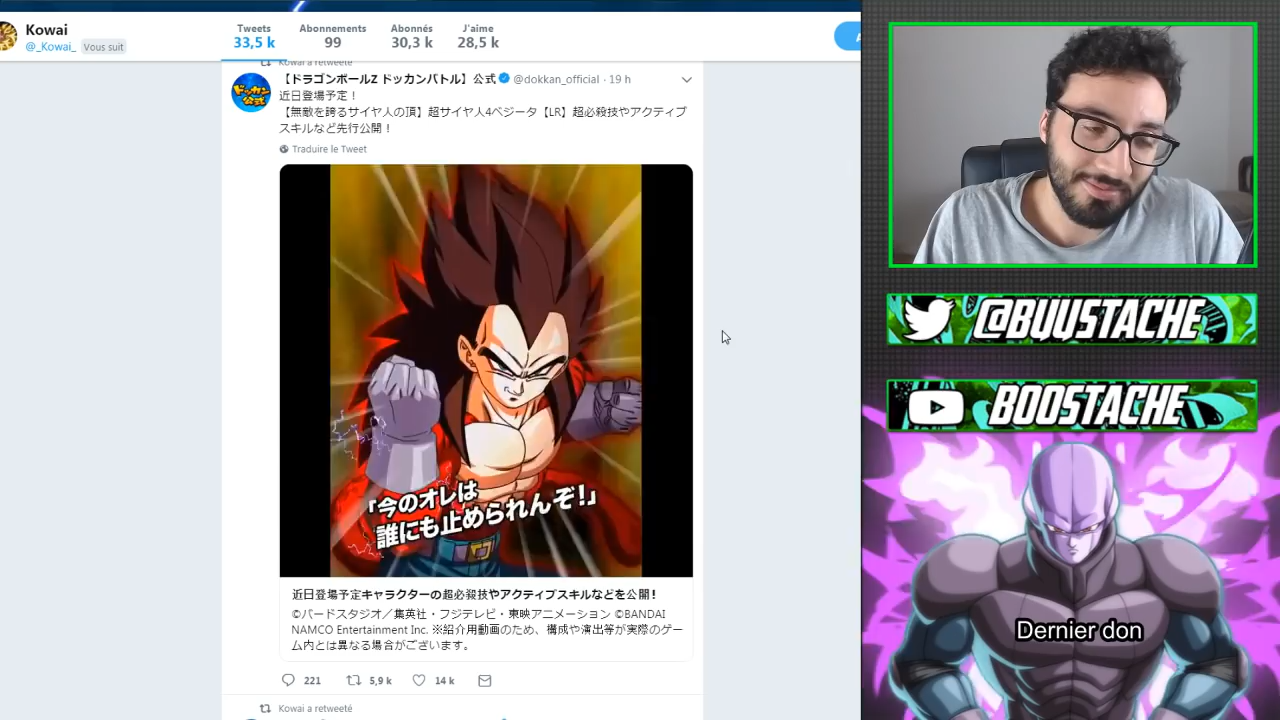 Kowai
@_Kowai_ Vous suit
Tweets
33,5 k
Abonnements
99
Abonnés
30,3 k
J'aime
28,5 k
Kowai a retweeté
【ドラゴンボールZ ドッカンバトル】公式 @dokkan_official · 19 h
近日登場予定！
【無敵を誇るサイヤ人の頂】超サイヤ人4ベジータ【LR】超必殺技やアクティブ
スキルなど先行公開！
Traduire le Tweet
ドッカン
公式
「今のオレは
誰にも止められんぞ！」
近日登場予定キャラクターの超必殺技やアクティブスキルなどを公開！
©バードスタジオ／集英社・フジテレビ・東映アニメーション ©BANDAI
NAMCO Entertainment Inc. ※紹介用動画のため、構成や演出等が実際のゲー
ム内とは異なる場合がございます。
221
5,9 k
14 k
Kowai a retweeté
@BUUSTACHE
BOOSTACHE
Dernier don